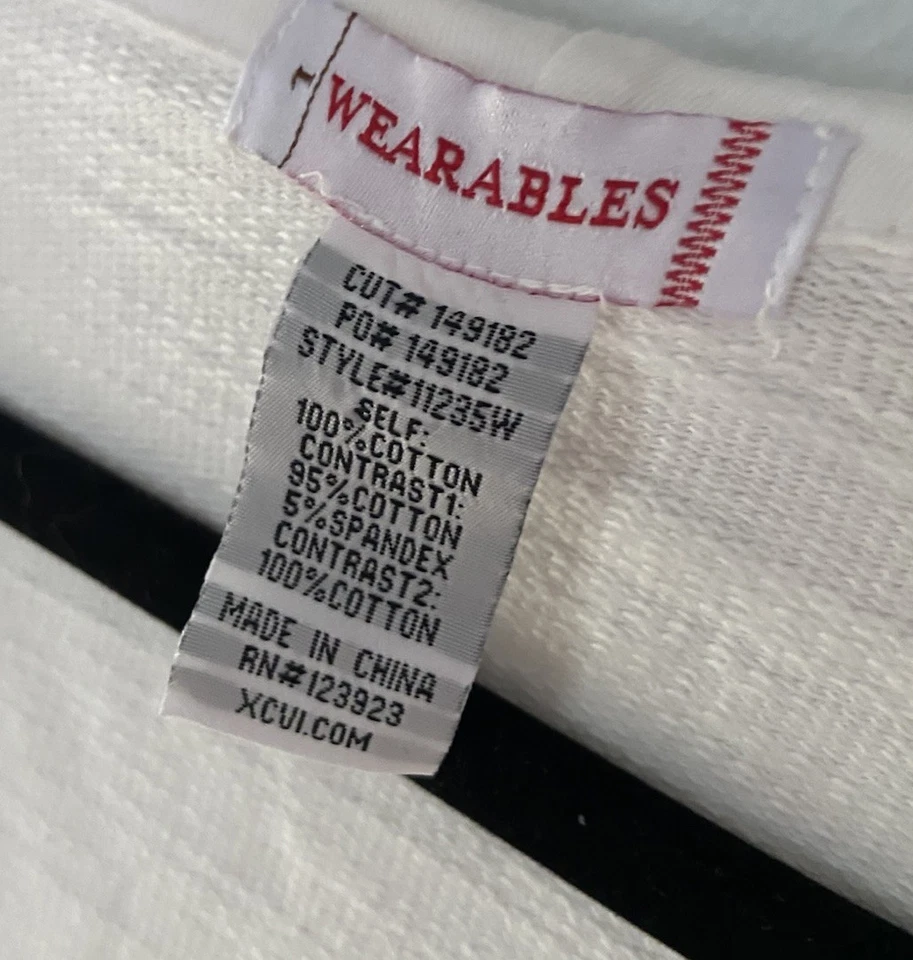 1
WEARABLES
CUT# 149182
PO# 149182
STYLE#11235W
SELF:
100%COTTON
CONTRAST1:
95%COTTON
5%SPANDEX
CONTRAST2:
100%COTTON
MADE IN CHINA
RN#123923
XCVI.COM